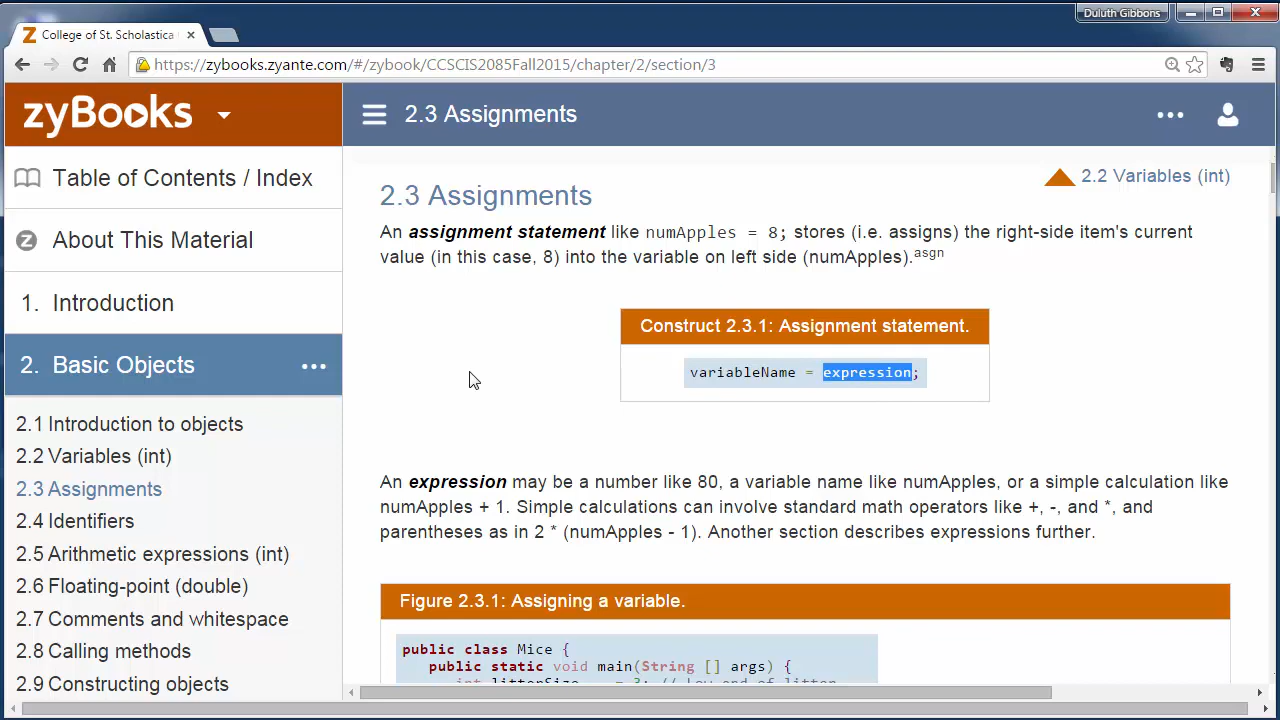 Duluth Gibbons
College of St. Scholastica
https://zybooks.zyante.com/#/zybook/CCSCIS2085Fall2015/chapter/2/section/3
zyBooks
2.3 Assignments
Table of Contents / Index
About This Material
1. Introduction
2. Basic Objects
2.1 Introduction to objects
2.2 Variables (int)
2.3 Assignments
2.4 Identifiers
2.5 Arithmetic expressions (int)
2.6 Floating-point (double)
2.7 Comments and whitespace
2.8 Calling methods
2.9 Constructing objects
2.2 Variables (int)
2.3 Assignments
An assignment statement like numApples = 8; stores (i.e. assigns) the right-side item's current
value (in this case, 8) into the variable on left side (numApples).asgn
Construct 2.3.1: Assignment statement.
variableName = expression;
An expression may be a number like 80, a variable name like numApples, or a simple calculation like
numApples + 1. Simple calculations can involve standard math operators like +, -, and *, and
parentheses as in 2 * (numApples - 1). Another section describes expressions further.
Figure 2.3.1: Assigning a variable.
public class Mice {
public static void main(String [] args) {
int litterSize = 3; // Low end of litter